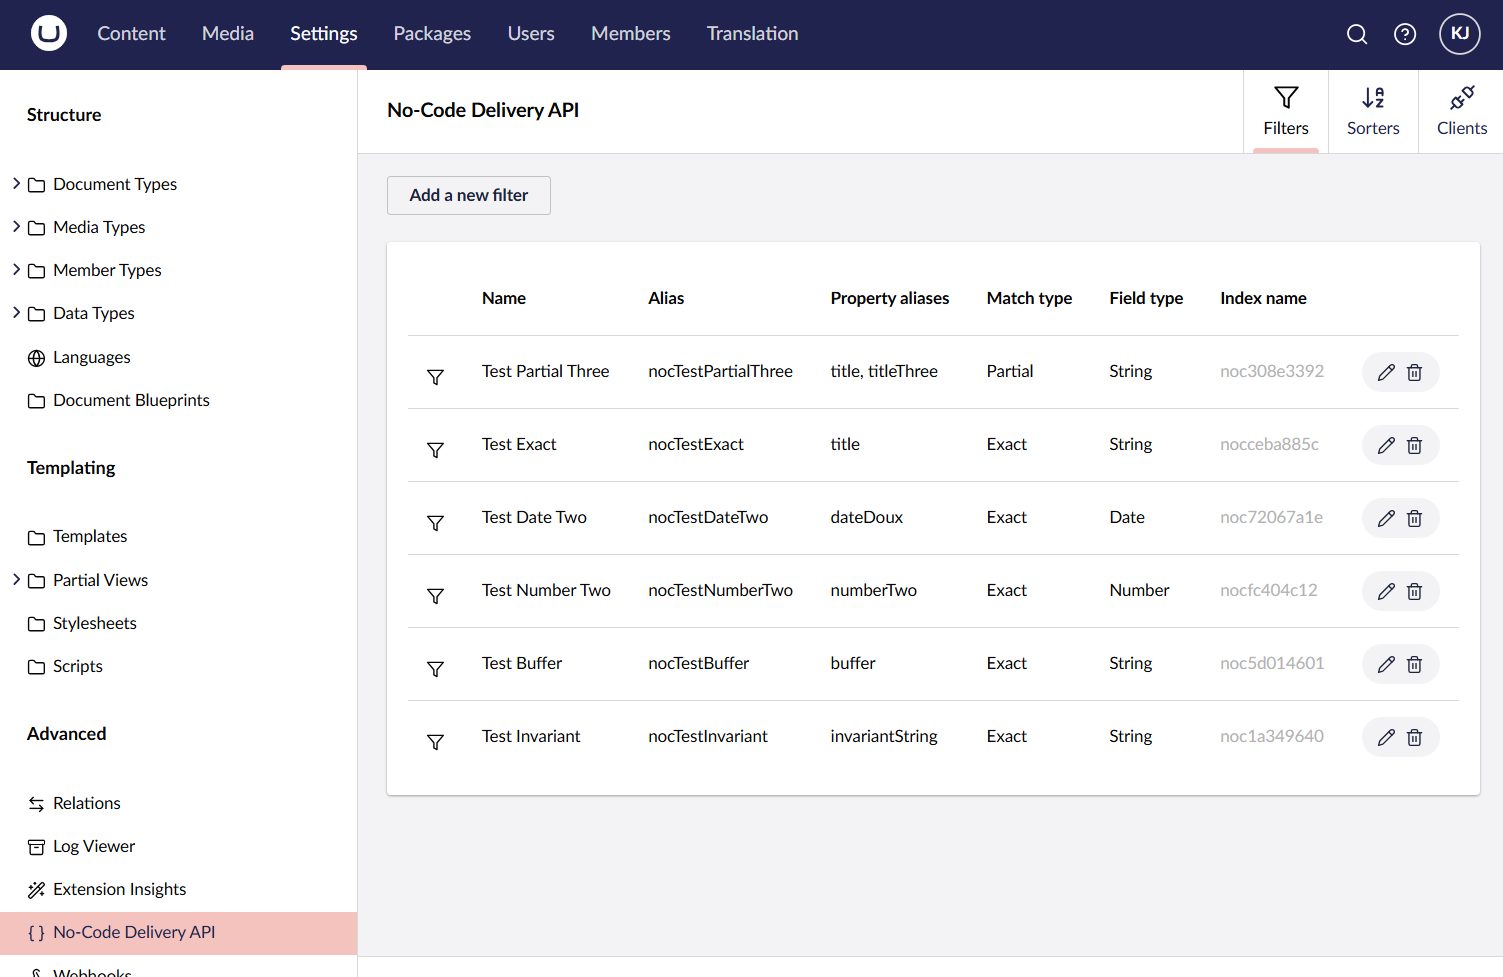 Content Media Settings Packages Users Members Translation KJ
Structure
Document Types
Media Types
Member Types
Data Types
Languages
Document Blueprints
Templating
Templates
Partial Views
Stylesheets
Scripts
Advanced
Relations
Log Viewer
Extension Insights
{ } No-Code Delivery API
Webhooks
No-Code Delivery API
Filters Sorters Clients
Add a new filter
Name Alias Property aliases Match type Field type Index name
Test Partial Three nocTestPartialThree title, titleThree Partial String noc308e3392
Test Exact nocTestExact title Exact String nocceba885c
Test Date Two nocTestDateTwo dateDoux Exact Date noc72067a1e
Test Number Two nocTestNumberTwo numberTwo Exact Number nocfc404c12
Test Buffer nocTestBuffer buffer Exact String noc5d014601
Test Invariant nocTestInvariant invariantString Exact String noc1a349640